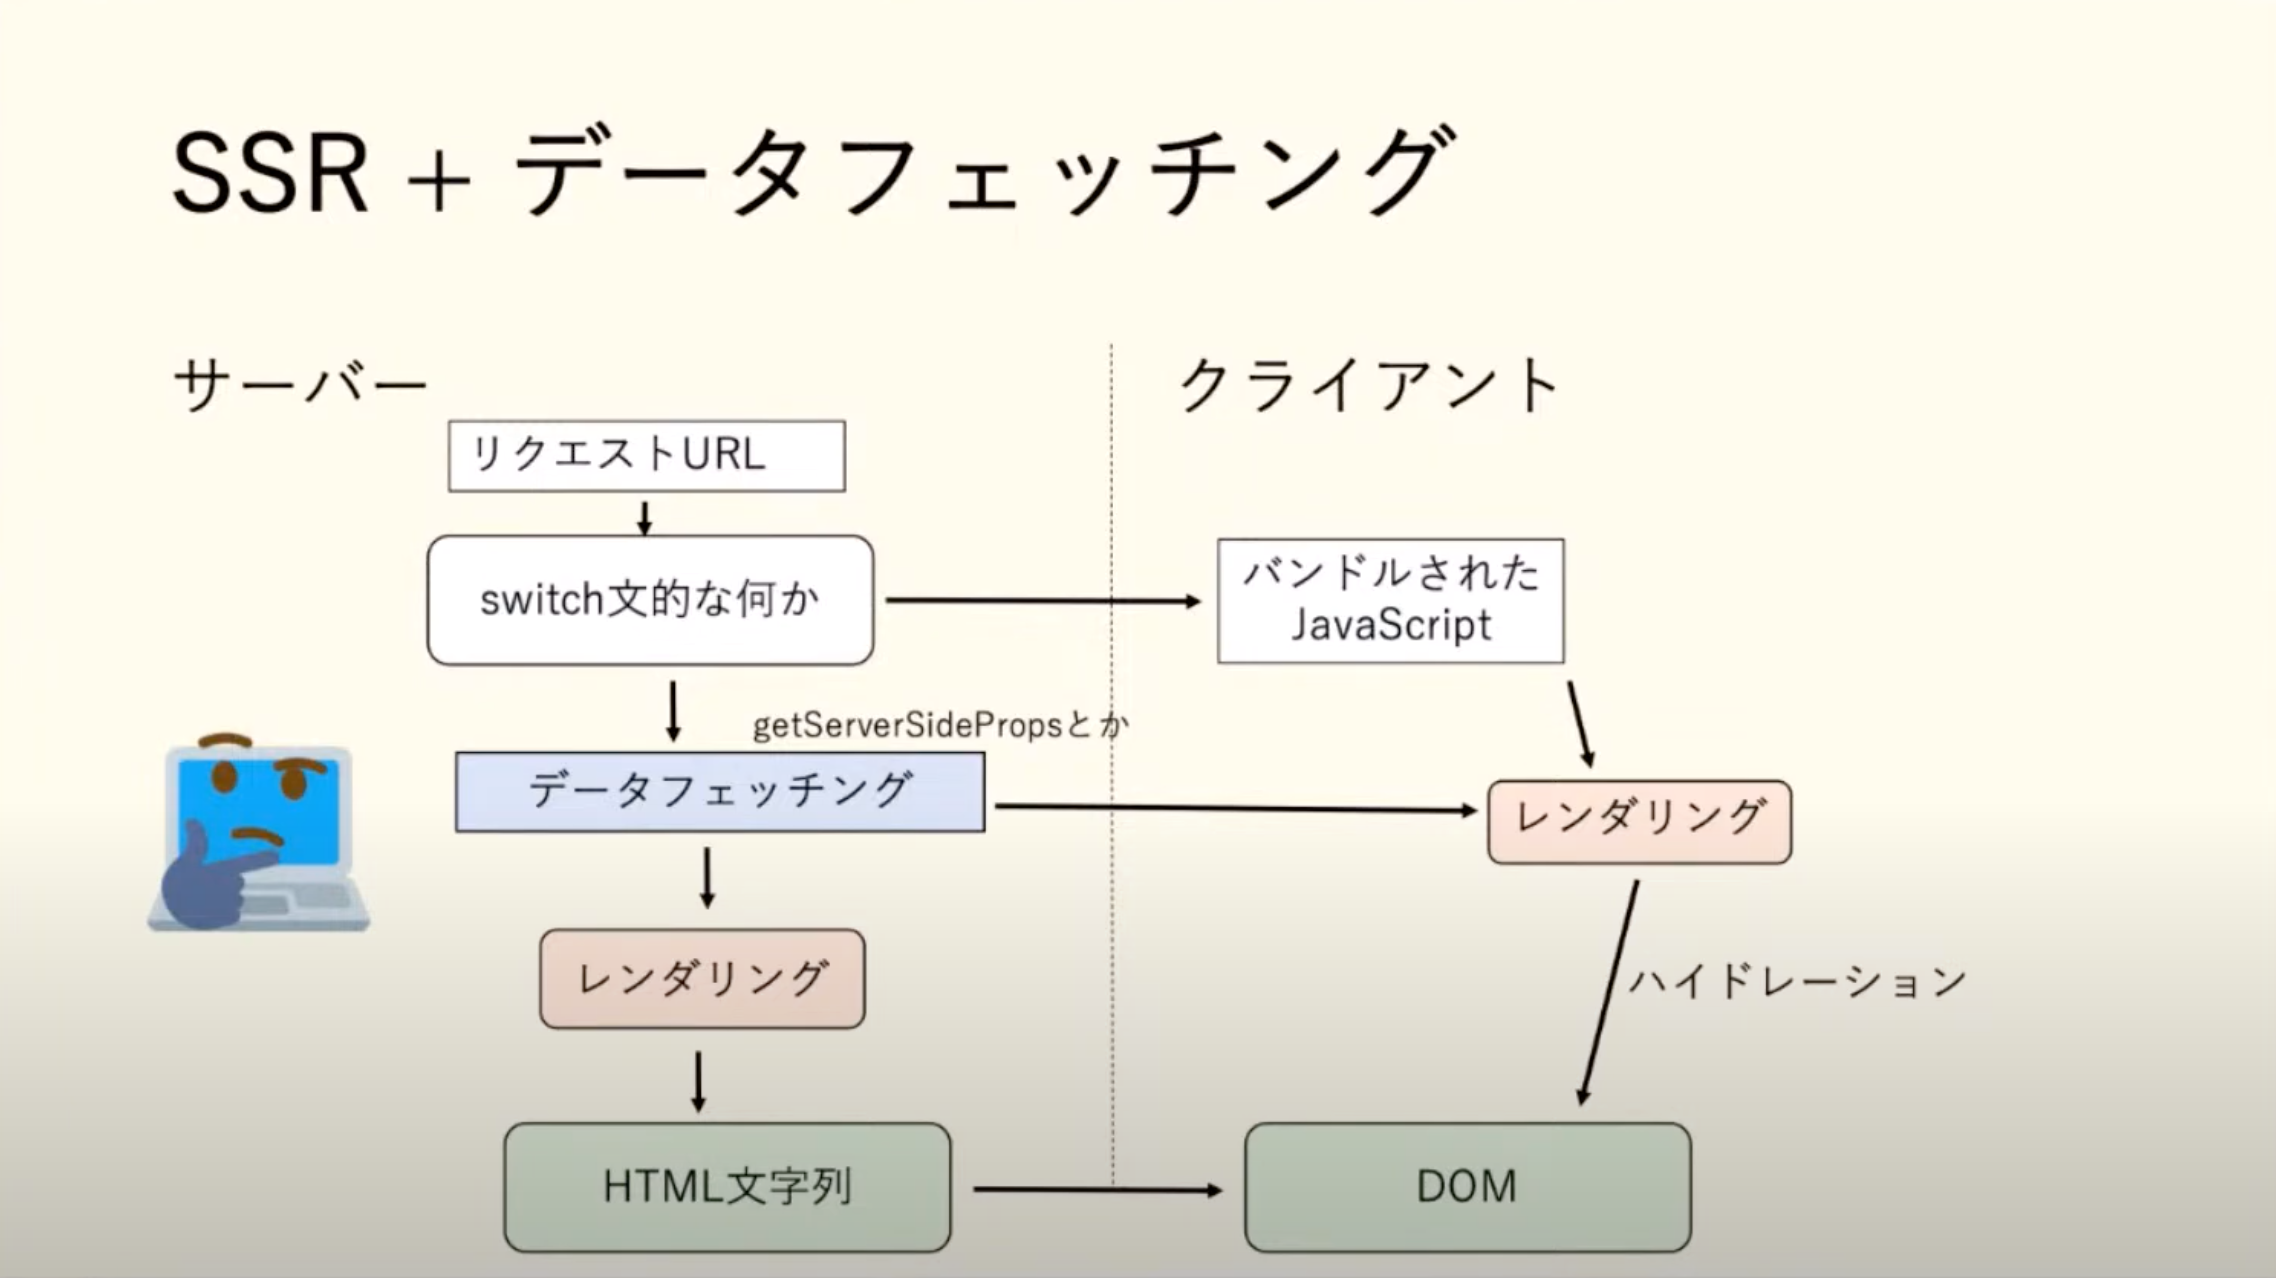 SSR + データフェッチング
サーバー
クライアント
リクエストURL
switch文的な何か
バンドルされた
JavaScript
getServerSidePropsとか
データフェッチング
レンダリング
レンダリング
ハイドレーション
HTML文字列
DOM